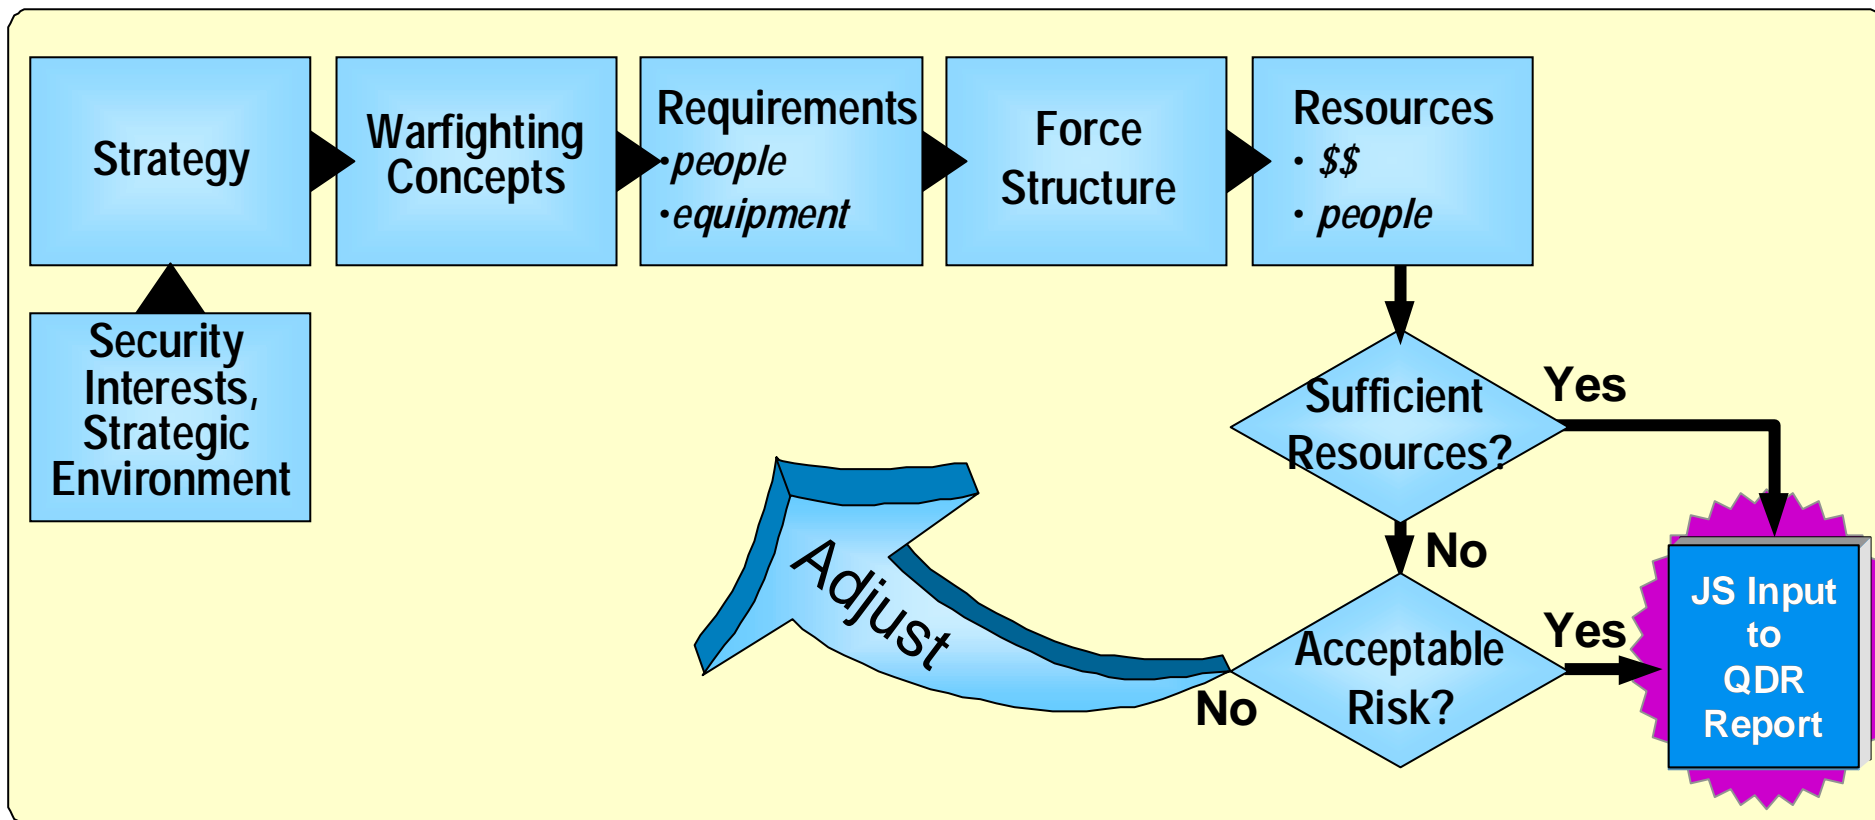 Strategy
Warfighting
Concepts
Requirements
•people
•equipment
Force
Structure
Resources
• $$
• people
Security
Interests,
Strategic
Environment
Sufficient
Resources?
Yes
No
Adjust
Acceptable
Risk?
Yes
No
JS Input
to
QDR
Report